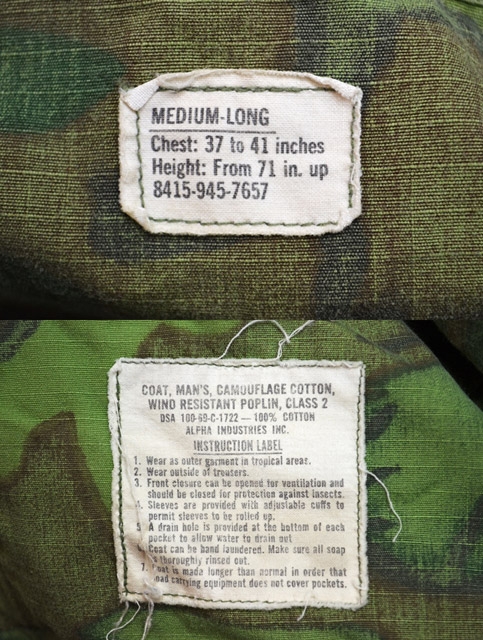 MEDIUM-LONG
Chest: 37 to 41 inches
Height: From 71 in. up
8415-945-7657
COAT, MAN'S, CAMOUFLAGE COTTON,
WIND RESISTANT POPLIN, CLASS 2
DSA 100-69-C-1722 — 100% COTTON
ALPHA INDUSTRIES INC.
INSTRUCTION LABEL
1. Wear as outer garment in tropical areas.
2. Wear outside of trousers.
3. Front closure can be opened for ventilation and
should be closed for protection against insects.
4. Sleeves are provided with adjustable cuffs to
permit sleeves to be rolled up.
5. A drain hole is provided at the bottom of each
pocket to allow water to drain out
Coat can be hand laundered. Make sure all soap
is thoroughly rinsed out.
7. Coat is made longer than normal in order that
load carrying equipment does not cover pockets.